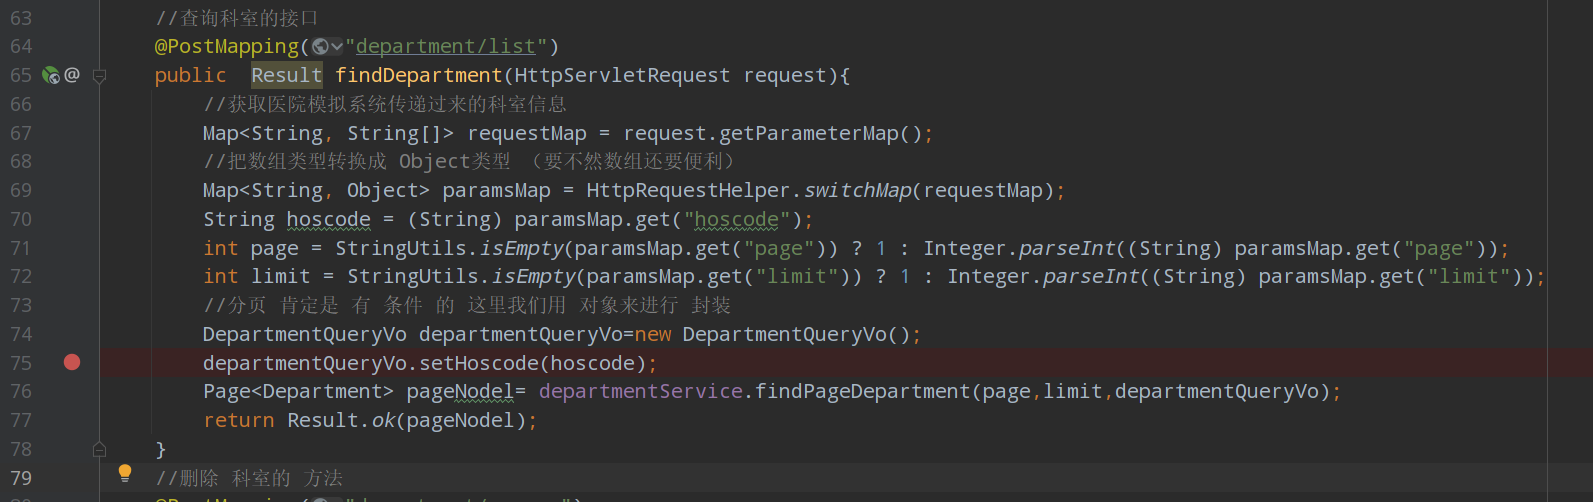 63 //查询科室的接口
64 @PostMapping("department/list")
65 @ public Result findDepartment(HttpServletRequest request){
66 //获取医院模拟系统传递过来的科室信息
67 Map<String, String[]> requestMap = request.getParameterMap();
68 //把数组类型转换成 Object类型 （要不然数组还要便利）
69 Map<String, Object> paramsMap = HttpRequestHelper.switchMap(requestMap);
70 String hoscode = (String) paramsMap.get("hoscode");
71 int page = StringUtils.isEmpty(paramsMap.get("page")) ? 1 : Integer.parseInt((String) paramsMap.get("page"));
72 int limit = StringUtils.isEmpty(paramsMap.get("limit")) ? 1 : Integer.parseInt((String) paramsMap.get("limit"));
73 //分页 肯定是 有 条件 的 这里我们用 对象来进行 封装
74 DepartmentQueryVo departmentQueryVo=new DepartmentQueryVo();
75 departmentQueryVo.setHoscode(hoscode);
76 Page<Department> pageNodel= departmentService.findPageDepartment(page,limit,departmentQueryVo);
77 return Result.ok(pageNodel);
78 }
79 //删除 科室的 方法